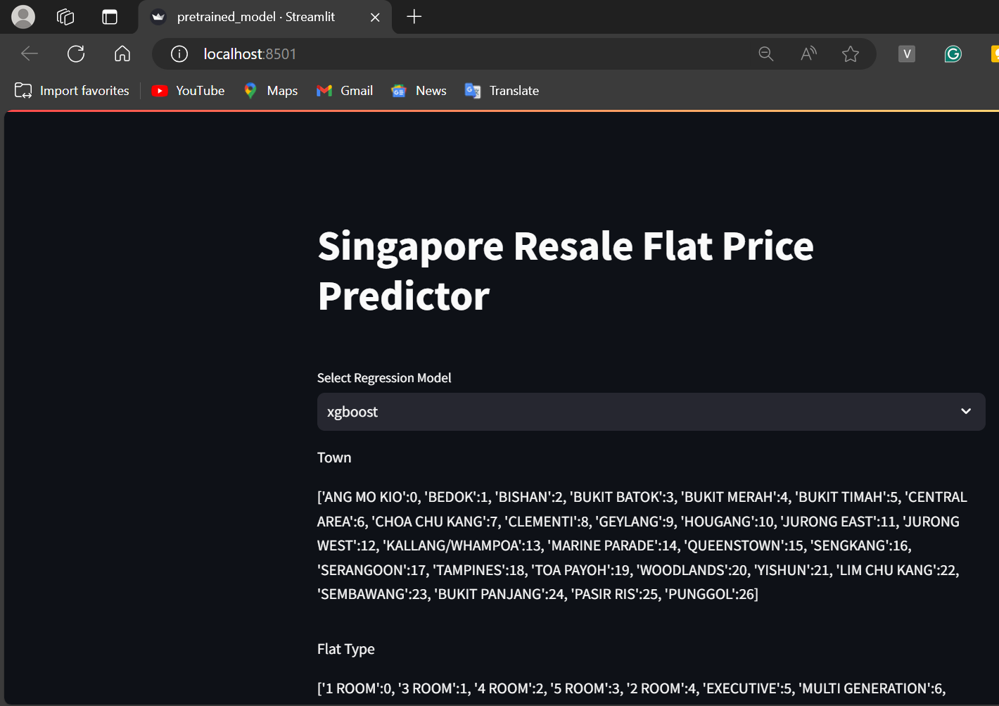 pretrained_model · Streamlit
localhost:8501
V
G
Import favorites
YouTube
Maps
Gmail
News
Translate
Singapore Resale Flat Price
Predictor
Select Regression Model
xgboost
Town
['ANG MO KIO':0, 'BEDOK':1, 'BISHAN':2, 'BUKIT BATOK':3, 'BUKIT MERAH':4, 'BUKIT TIMAH':5, 'CENTRAL
AREA':6, 'CHOA CHU KANG':7, 'CLEMENTI':8, 'GEYLANG':9, 'HOUGANG':10, 'JURONG EAST':11, 'JURONG
WEST':12, 'KALLANG/WHAMPOA':13, 'MARINE PARADE':14, 'QUEENSTOWN':15, 'SENGKANG':16,
'SERANGOON':17, 'TAMPINES':18, 'TOA PAYOH':19, 'WOODLANDS':20, 'YISHUN':21, 'LIM CHU KANG':22,
'SEMBAWANG':23, 'BUKIT PANJANG':24, 'PASIR RIS':25, 'PUNGGOL':26]
Flat Type
['1 ROOM':0, '3 ROOM':1, '4 ROOM':2, '5 ROOM':3, '2 ROOM':4, 'EXECUTIVE':5, 'MULTI GENERATION':6,